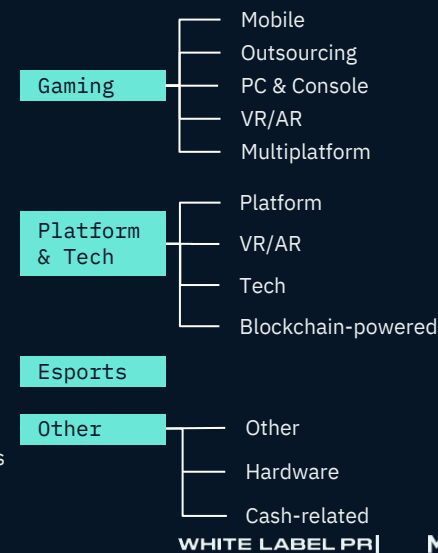 Gaming
Mobile
Outsourcing
PC & Console
VR/AR
Multiplatform
Platform
& Tech
Platform
VR/AR
Tech
Blockchain-powered
Esports
Other
Other
Hardware
Cash-related
s
WHITE LABEL PR
M